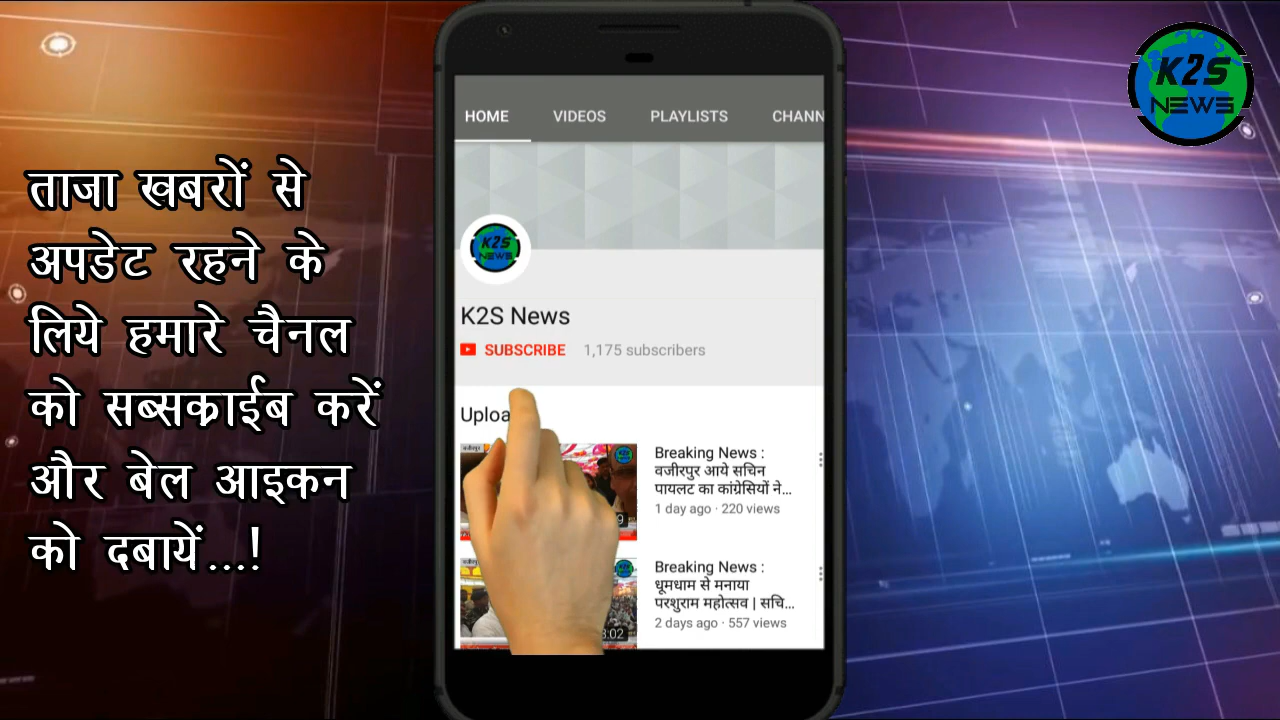 K2S
NEWS
ताजा खबरों से
अपडेट रहने के
लिये हमारे चैनल
को सब्सक्राईब करें
और बेल आइकन
को दबायें...!
HOME VIDEOS PLAYLISTS CHANN
K2S
NEWS
K2S News
SUBSCRIBE 1,175 subscribers
Uploa
Breaking News :
वजीरपुर आये सचिन
पायलट का कांग्रेसियों ने...
1 day ago · 220 views
Breaking News :
धूमधाम से मनाया
परशुराम महोत्सव | सचि...
2 days ago · 557 views
3:02